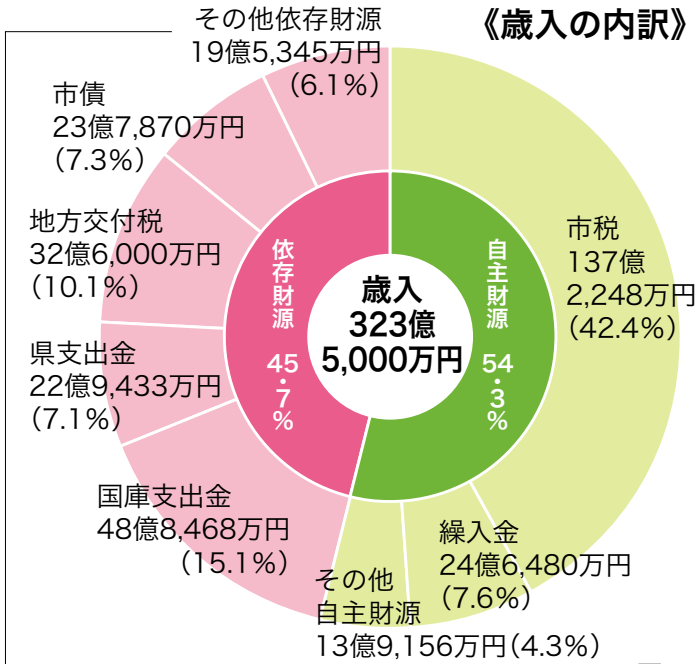 《歳入の内訳》
その他依存財源
19億5,345万円
(6.1%)
市債
23億7,870万円
(7.3%)
地方交付税
32億6,000万円
(10.1%)
県支出金
22億9,433万円
(7.1%)
国庫支出金
48億8,468万円
(15.1%)
その他
自主財源
13億9,156万円(4.3%)
繰入金
24億6,480万円
(7.6%)
市税
137億
2,248万円
(42.4%)
依存財源 45・7%
自主財源 54・3%
歳入
323億
5,000万円